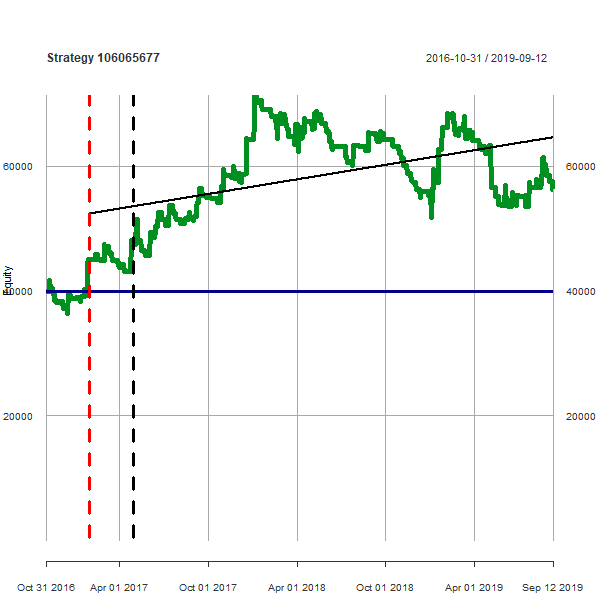 Strategy 106065677
2016-10-31 / 2019-09-12
60000
60000
Equity
40000
40000
20000
20000
Oct 31 2016
Apr 01 2017
Oct 01 2017
Apr 01 2018
Oct 01 2018
Apr 01 2019
Sep 12 2019